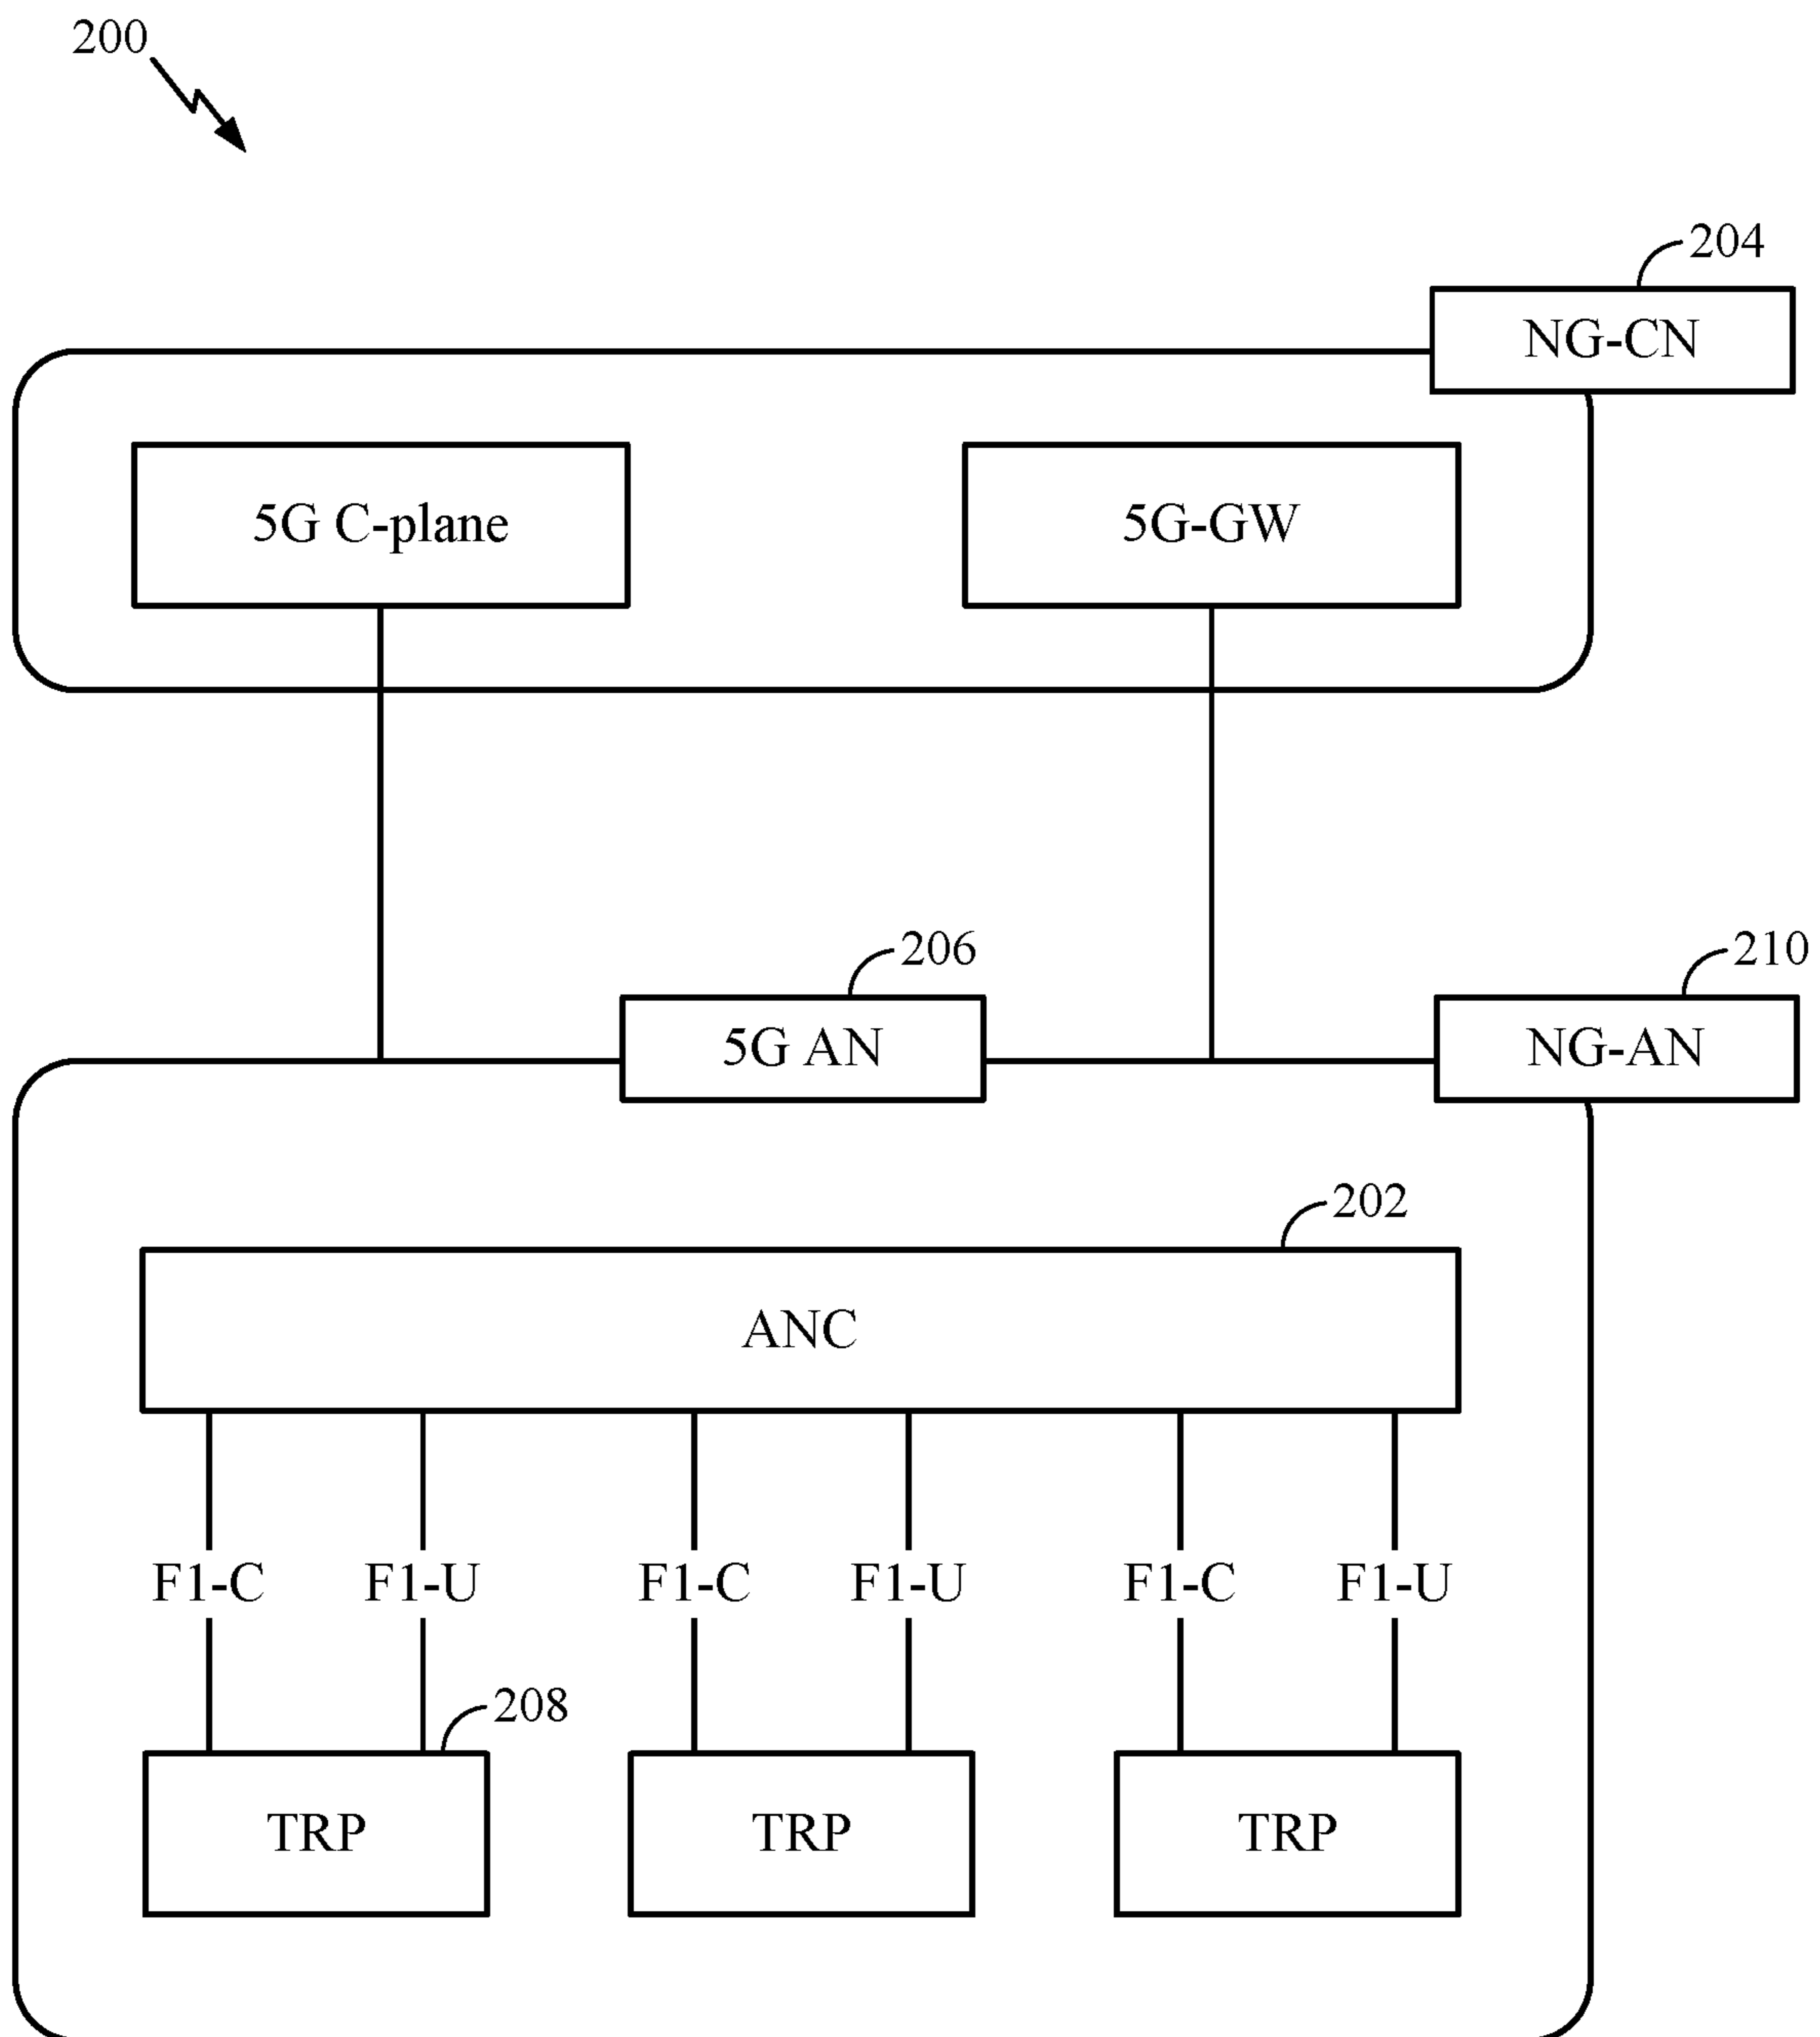 200
204
NG-CN
5G C-plane
5G-GW
206
210
5G AN
NG-AN
202
ANC
F1-C
F1-U
F1-C
F1-U
F1-C
F1-U
208
TRP
TRP
TRP